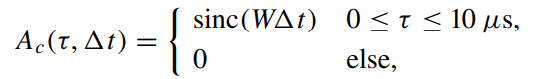 A_c(τ, Δt) = { sinc(WΔt) 0 ≤ τ ≤ 10 μs,
0 else,